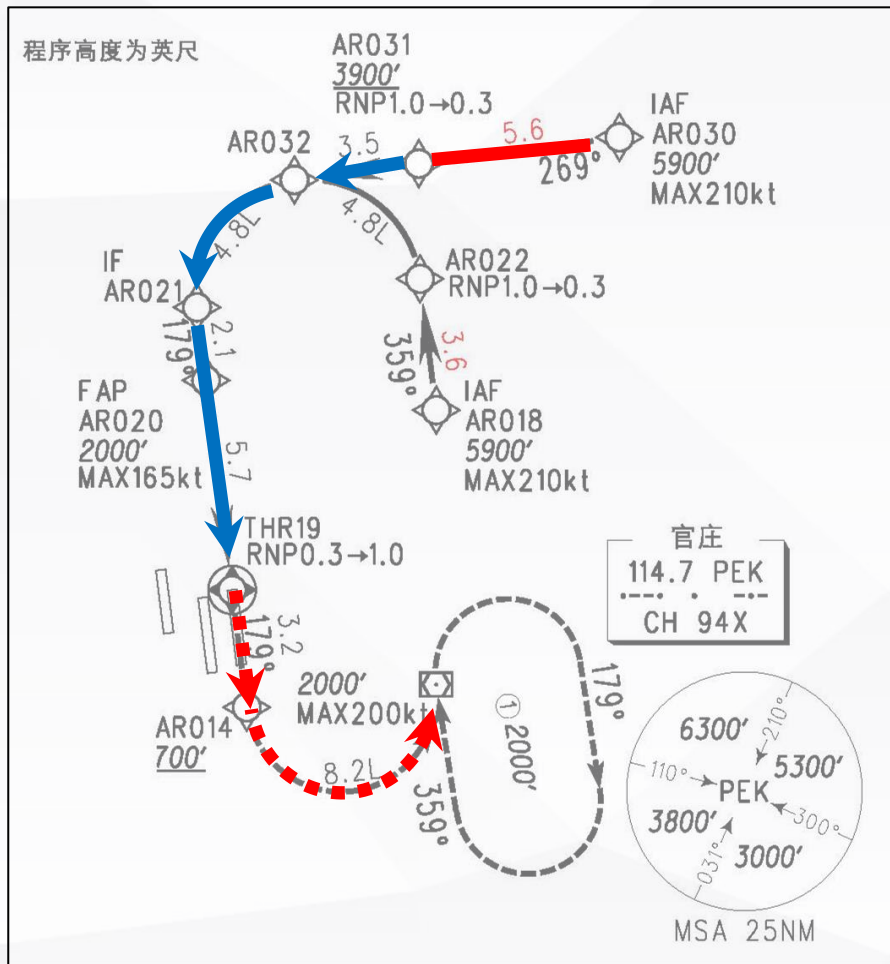 程序高度为英尺
AR031
3900′
RNP1.0→0.3
IAF
AR030
5900′
MAX210kt
5.6
269°
AR032
3.5
4.8L
4.8L
AR022
RNP1.0→0.3
IF
AR021
179°
2.1
359°
3.6
IAF
AR018
5900′
MAX210kt
FAP
AR020
2000′
MAX165kt
5.7
THR19
RNP0.3→1.0
官庄
114.7 PEK
CH 94X
3.2
179°
2000′
MAX200kt
AR014
700′
8.2L
359°
① 2000′
179°
6300′
210°
5300′
110°
PEK
300°
3800′
031°
3000′
MSA 25NM